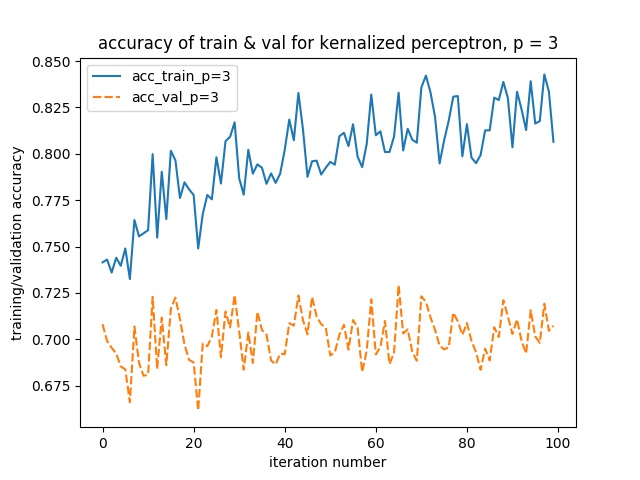 accuracy of train & val for kernalized perceptron, p = 3
acc_train_p=3
acc_val_p=3
training/validation accuracy
0.850
0.825
0.800
0.775
0.750
0.725
0.700
0.675
0 20 40 60 80 100
iteration number